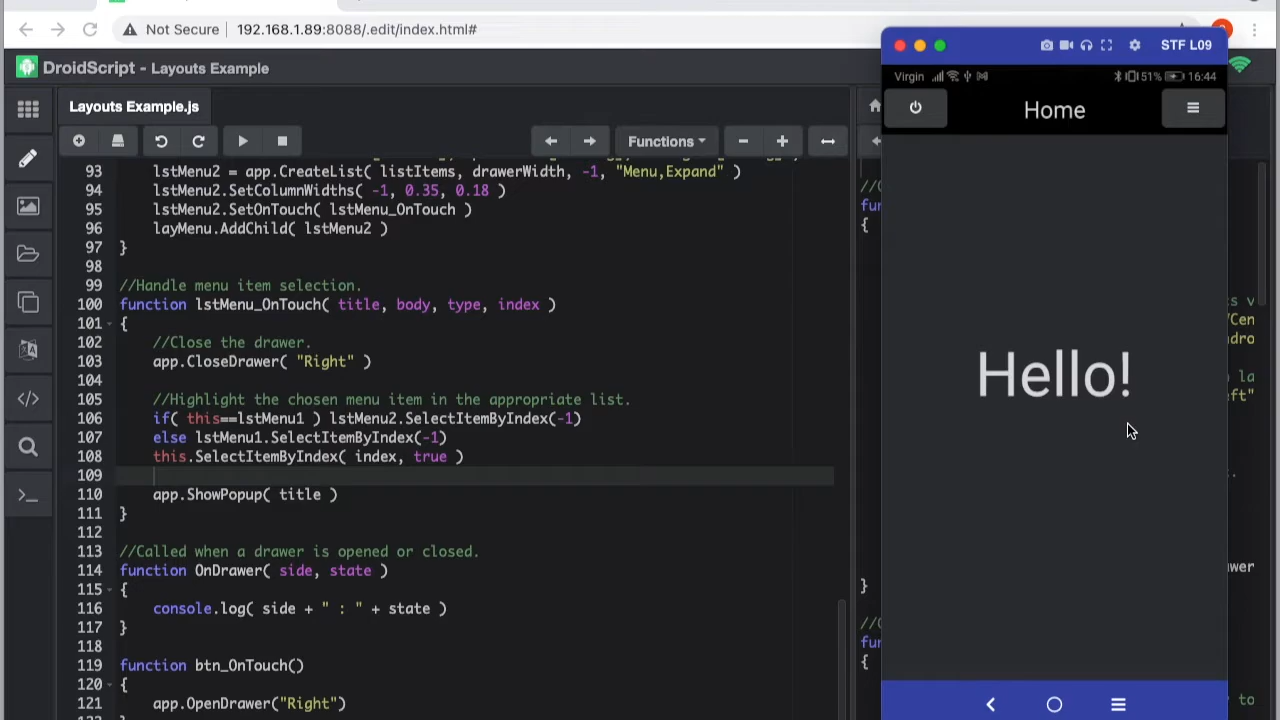 Not Secure 192.168.1.89:8088/.edit/index.html#
DroidScript - Layouts Example
Layouts Example.js
Functions
93 lstMenu2 = app.CreateList( listItems, drawerWidth, -1, "Menu,Expand" )
94 lstMenu2.SetColumnWidths( -1, 0.35, 0.18 )
95 lstMenu2.SetOnTouch( lstMenu_OnTouch )
96 layMenu.AddChild( lstMenu2 )
97 }
98
99 //Handle menu item selection.
100 function lstMenu_OnTouch( title, body, type, index )
101 {
102 //Close the drawer.
103 app.CloseDrawer( "Right" )
104
105 //Highlight the chosen menu item in the appropriate list.
106 if( this==lstMenu1 ) lstMenu2.SelectItemByIndex(-1)
107 else lstMenu1.SelectItemByIndex(-1)
108 this.SelectItemByIndex( index, true )
109
110 app.ShowPopup( title )
111 }
112
113 //Called when a drawer is opened or closed.
114 function OnDrawer( side, state )
115 {
116 console.log( side + " : " + state )
117 }
118
119 function btn_OnTouch()
120 {
121 app.OpenDrawer("Right")
STF L09
Virgin 51% 16:44
Home
Hello!
{
}
{